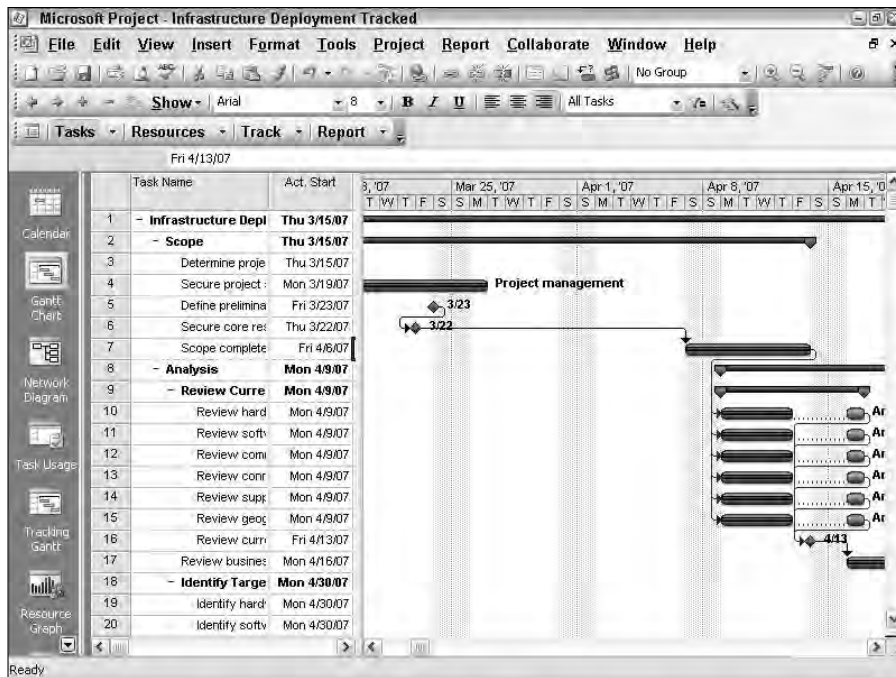 Microsoft Project - Infrastructure Deployment Tracked
File Edit View Insert Format Tools Project Report Collaborate Window Help
No Group
Show Arial 8 B I U All Tasks
Tasks Resources Track Report
Fri 4/13/07
Task Name Act. Start 8, '07 Mar 25, '07 Apr 1, '07 Apr 8, '07 Apr 15, '0
T W T F S S M T W T F S S M T W T F S S M T W T F S S M T
1 - Infrastructure Depl Thu 3/15/07
2 - Scope Thu 3/15/07
3 Determine proje Thu 3/15/07
4 Secure project Mon 3/19/07 Project management
5 Define prelimina Fri 3/23/07 3/23
6 Secure core res Thu 3/22/07 3/22
7 Scope complete Fri 4/6/07
8 - Analysis Mon 4/9/07
9 - Review Curre Mon 4/9/07
10 Review hard Mon 4/9/07 Ar
11 Review softv Mon 4/9/07 Ar
12 Review com Mon 4/9/07 Ar
13 Review conr Mon 4/9/07 Ar
14 Review supp Mon 4/9/07 Ar
15 Review geog Mon 4/9/07 Ar
16 Review curr Fri 4/13/07 4/13
17 Review busines Mon 4/16/07
18 - Identify Targe Mon 4/30/07
19 Identify hard Mon 4/30/07
20 Identify softv Mon 4/30/07
Calendar
Gantt
Chart
Network
Diagram
Task Usage
Tracking
Gantt
Resource
Graph
Ready